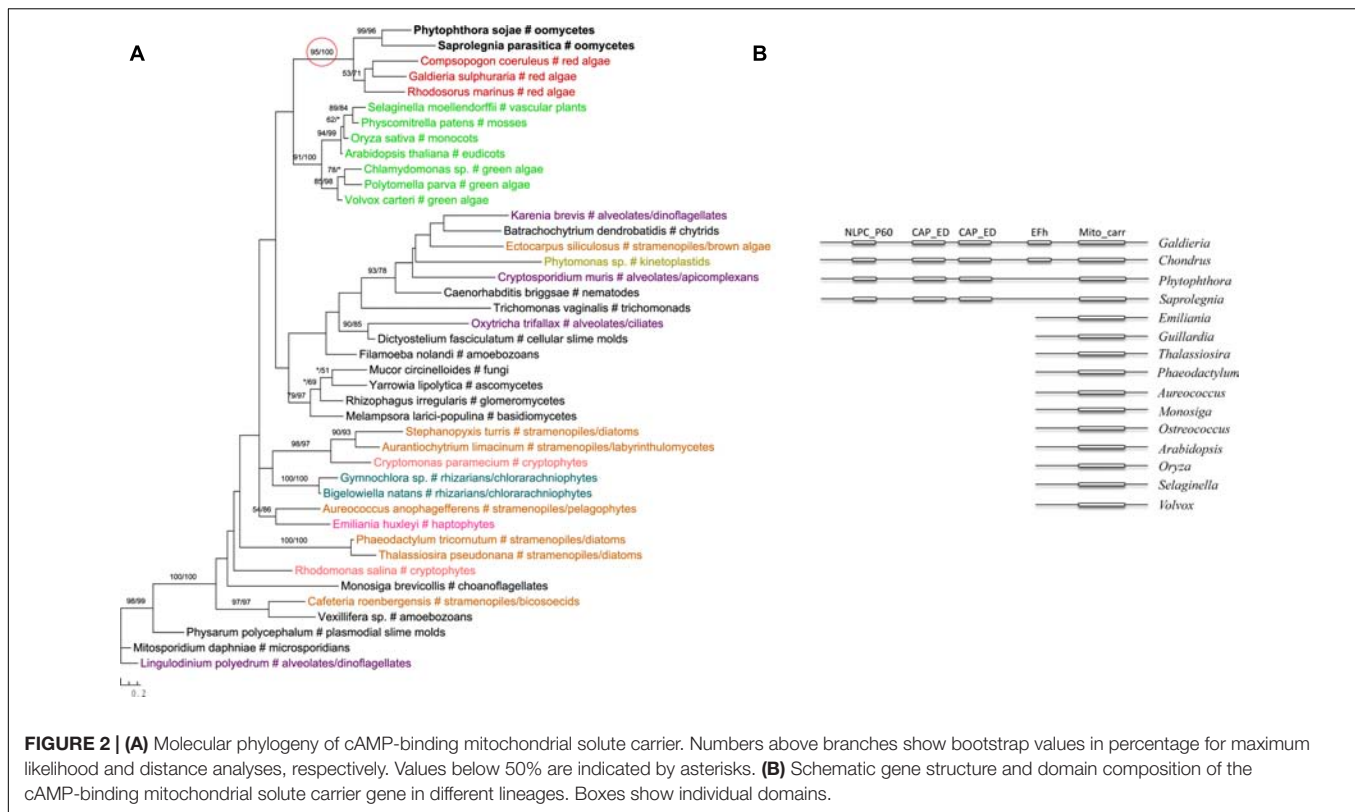 A
B
99/96
Phytophthora sojae # oomycetes
Saprolegnia parasitica # oomycetes
95/100
Compsopogon coeruleus # red algae
53/71
Galdieria sulphuraria # red algae
Rhodosorus marinus # red algae
89/84
Selaginella moellendorffii # vascular plants
62/*
Physcomitrella patens # mosses
94/99
Oryza sativa # monocots
91/100
Arabidopsis thaliana # eudicots
78/*
Chlamydomonas sp. # green algae
85/98
Polytomella parva # green algae
Volvox carteri # green algae
Karenia brevis # alveolates/dinoflagellates
Batrachochytrium dendrobatidis # chytrids
Ectocarpus siliculosus # stramenopiles/brown algae
Phytomonas sp. # kinetoplastids
93/78
Cryptosporidium muris # alveolates/apicomplexans
Caenorhabditis briggsae # nematodes
Trichomonas vaginalis # trichomonads
90/85
Oxytricha trifallax # alveolates/ciliates
Dictyostelium fasciculatum # cellular slime molds
Filamoeba nolandi # amoebozoans
*/51
Mucor circinelloides # fungi
*/69
Yarrowia lipolytica # ascomycetes
79/97
Rhizophagus irregularis # glomeromycetes
Melampsora larici-populina # basidiomycetes
90/93
Stephanopyxis turris # stramenopiles/diatoms
98/97
Aurantiochytrium limacinum # stramenopiles/labyrinthulomycetes
Cryptomonas paramecium # cryptophytes
100/100
Gymnochlora sp. # rhizarians/chlorarachniophytes
Bigelowiella natans # rhizarians/chlorarachniophytes
54/86
Aureococcus anophagefferens # stramenopiles/pelagophytes
Emiliania huxleyi # haptophytes
100/100
Phaeodactylum tricornutum # stramenopiles/diatoms
Thalassiosira pseudonana # stramenopiles/diatoms
Rhodomonas salina # cryptophytes
100/100
Monosiga brevicollis # choanoflagellates
97/97
Cafeteria roenbergensis # stramenopiles/bicosoecids
98/99
Vexillifera sp. # amoebozoans
Physarum polycephalum # plasmodial slime molds
Mitosporidium daphniae # microsporidians
Lingulodinium polyedrum # alveolates/dinoflagellates
0.2
NLPC_P60 CAP_ED CAP_ED EFh Mito_carr
Galdieria
Chondrus
Phytophthora
Saprolegnia
Emiliania
Guillardia
Thalassiosira
Phaeodactylum
Aureococcus
Monosiga
Ostreococcus
Arabidopsis
Oryza
Selaginella
Volvox
FIGURE 2 | (A) Molecular phylogeny of cAMP-binding mitochondrial solute carrier. Numbers above branches show bootstrap values in percentage for maximum
likelihood and distance analyses, respectively. Values below 50% are indicated by asterisks. (B) Schematic gene structure and domain composition of the
cAMP-binding mitochondrial solute carrier gene in different lineages. Boxes show individual domains.